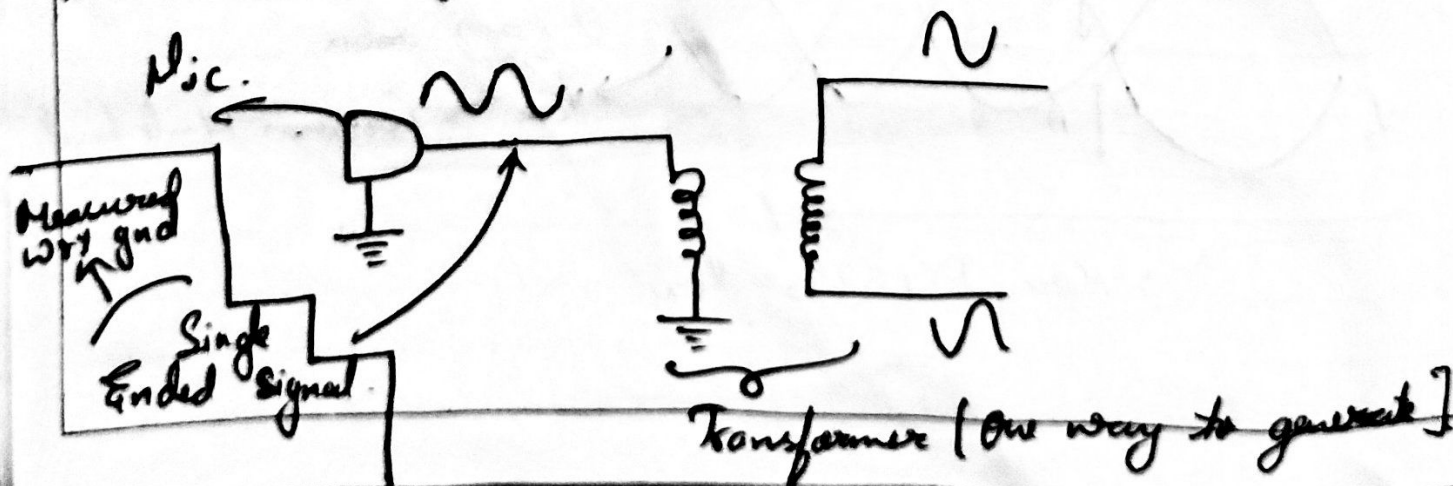 Mic.
Measured
wrt gnd
Single
Ended signal.
Transformer [One way to generate]